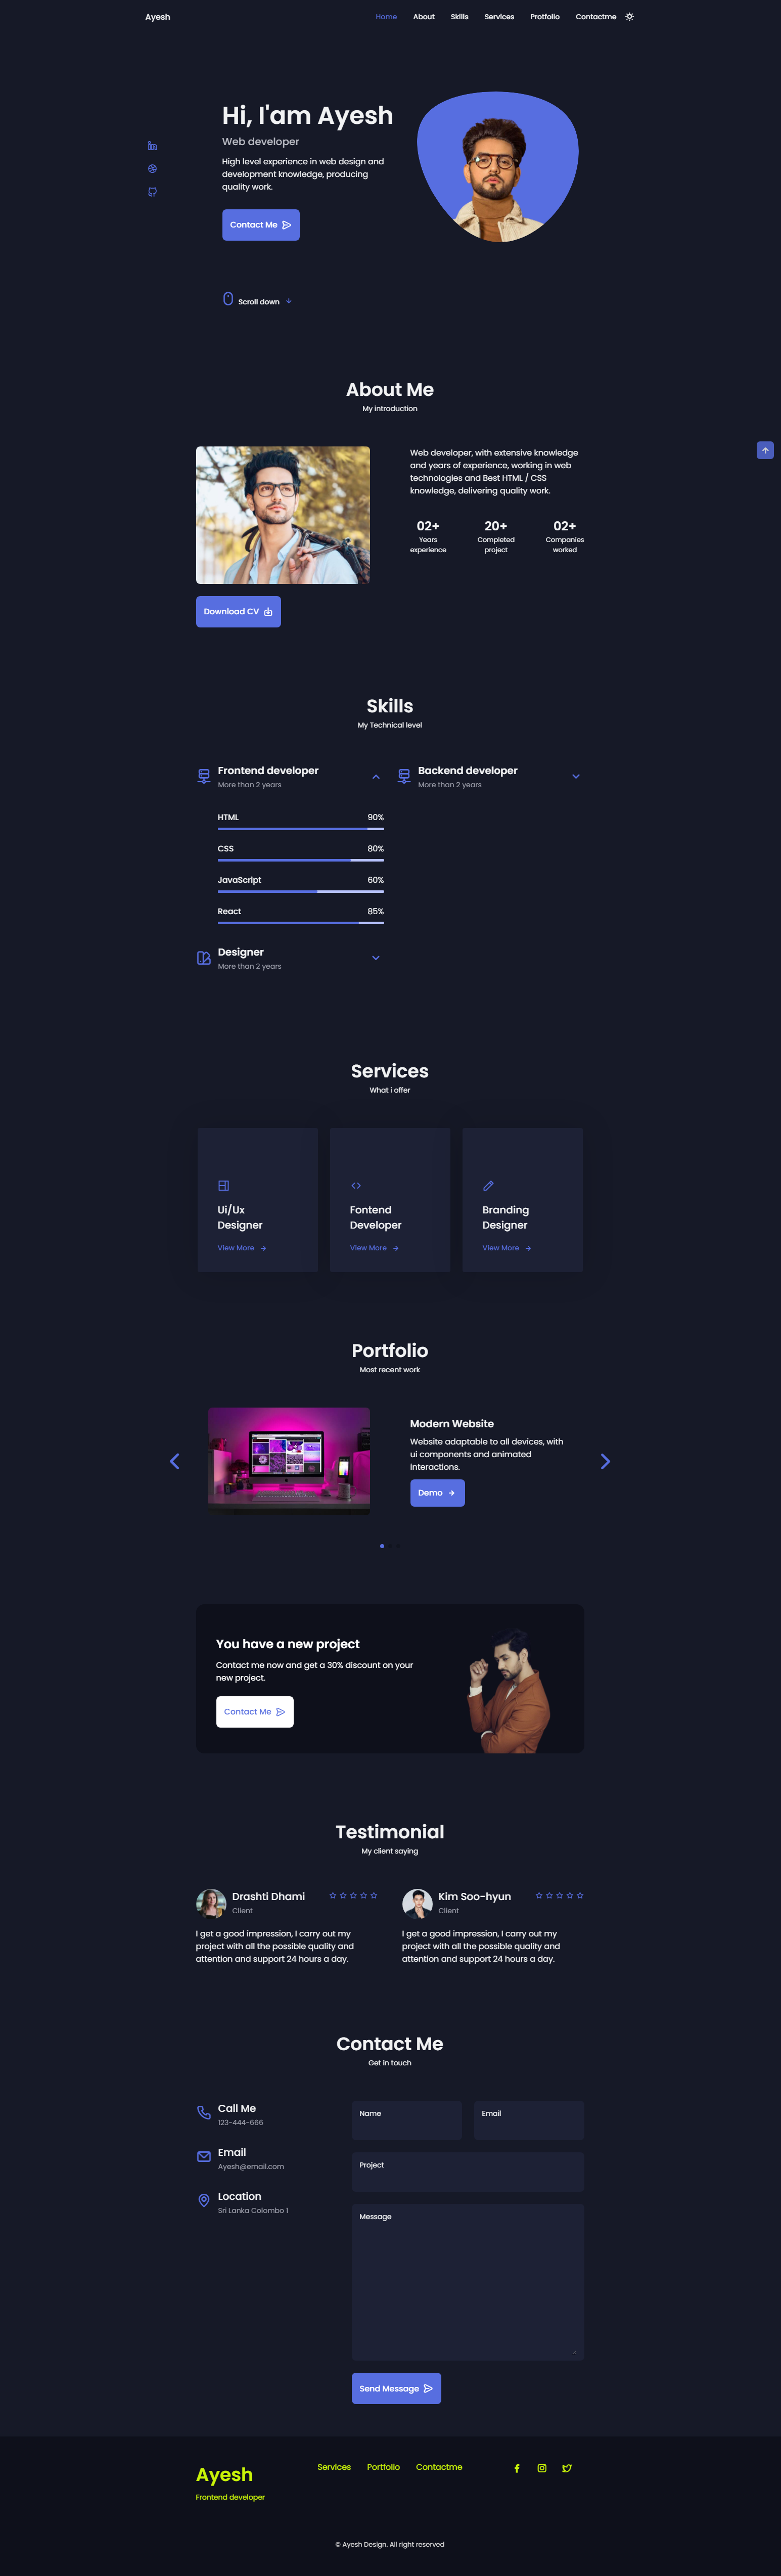 Ayesh
Home About Skills Services Protfolio Contactme
Hi, I'am Ayesh
Web developer
High level experience in web design and
development knowledge, producing
quality work.
Contact Me
Scroll down
About Me
My introduction
Web developer, with extensive knowledge
and years of experience, working in web
technologies and Best HTML / CSS
knowledge, delivering quality work.
02+ 20+ 02+
Years Completed Companies
experience project worked
Download CV
Skills
My Technical level
Frontend developer
More than 2 years
Backend developer
More than 2 years
HTML 90%
CSS 80%
JavaScript 60%
React 85%
Designer
More than 2 years
Services
What i offer
Ui/Ux
Designer
View More
Fontend
Developer
View More
Branding
Designer
View More
Portfolio
Most recent work
Modern Website
Website adaptable to all devices, with
ui components and animated
interactions.
Demo
You have a new project
Contact me now and get a 30% discount on your
new project.
Contact Me
Testimonial
My client saying
Drashti Dhami
Client
I get a good impression, I carry out my
project with all the possible quality and
attention and support 24 hours a day.
Kim Soo-hyun
Client
I get a good impression, I carry out my
project with all the possible quality and
attention and support 24 hours a day.
Contact Me
Get in touch
Call Me
123-444-666
Email
Ayesh@email.com
Location
Sri Lanka Colombo 1
Name Email
Project
Message
Send Message
Ayesh
Frontend developer
Services Portfolio Contactme
© Ayesh Design. All right reserved